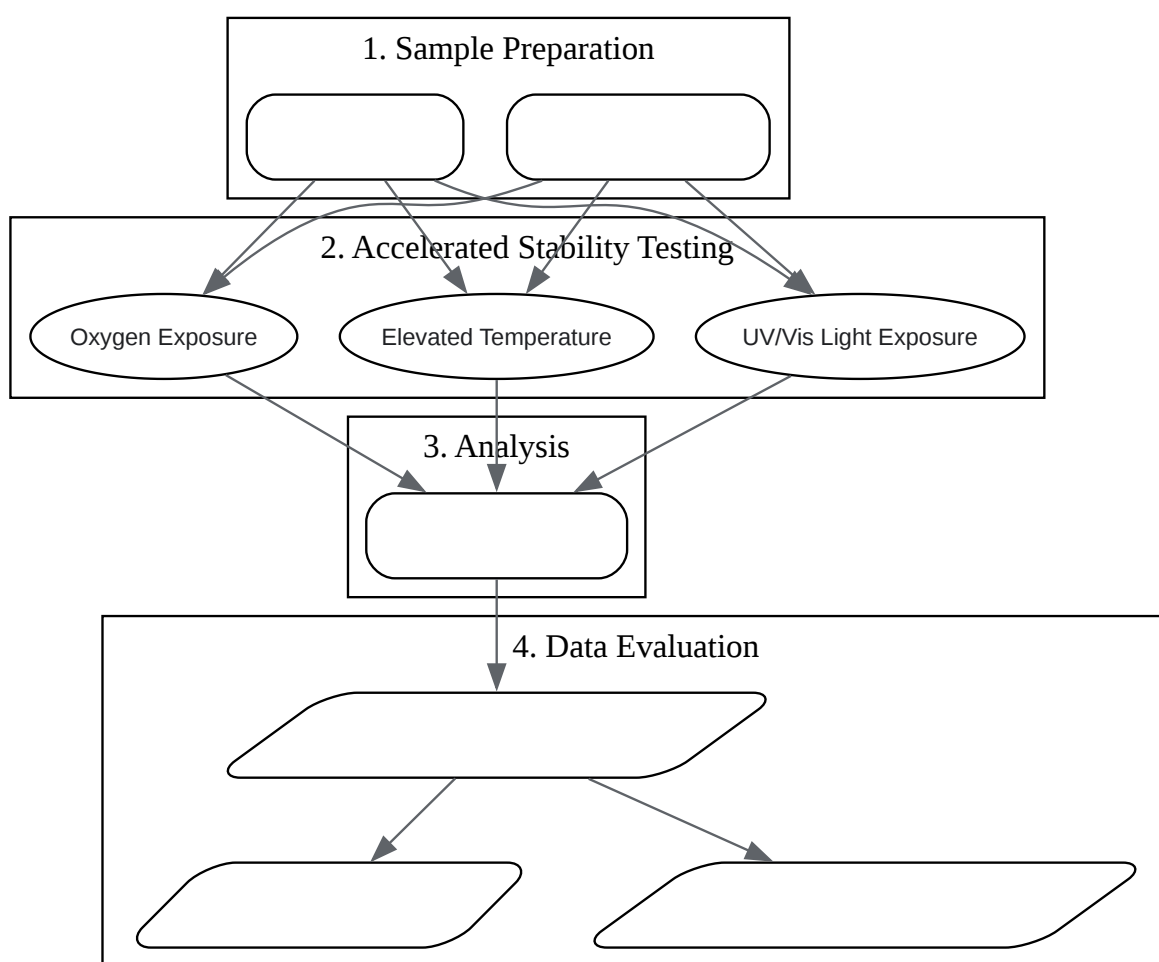 1. Sample Preparation
2. Accelerated Stability Testing
Oxygen Exposure
Elevated Temperature
UV/Vis Light Exposure
3. Analysis
4. Data Evaluation